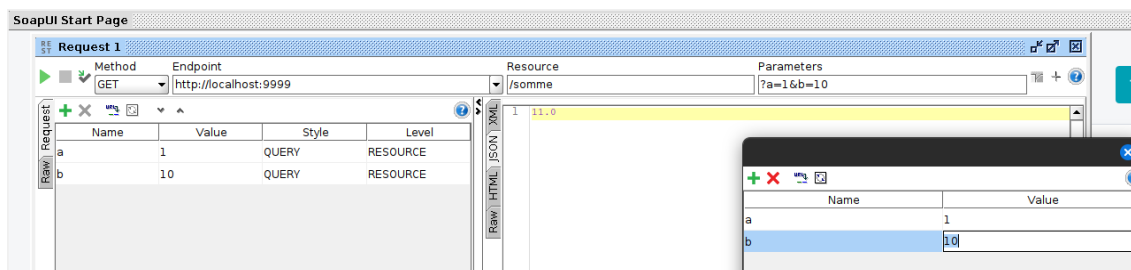 SoapUI Start Page
REST Request 1
Method Endpoint Resource Parameters
GET http://localhost:9999 /somme ?a=1&b=10
Request
Raw
Name Value Style Level
a 1 QUERY RESOURCE
b 10 QUERY RESOURCE
XML
JSON
HTML
Raw
1 11.0
Name Value
a 1
b 10